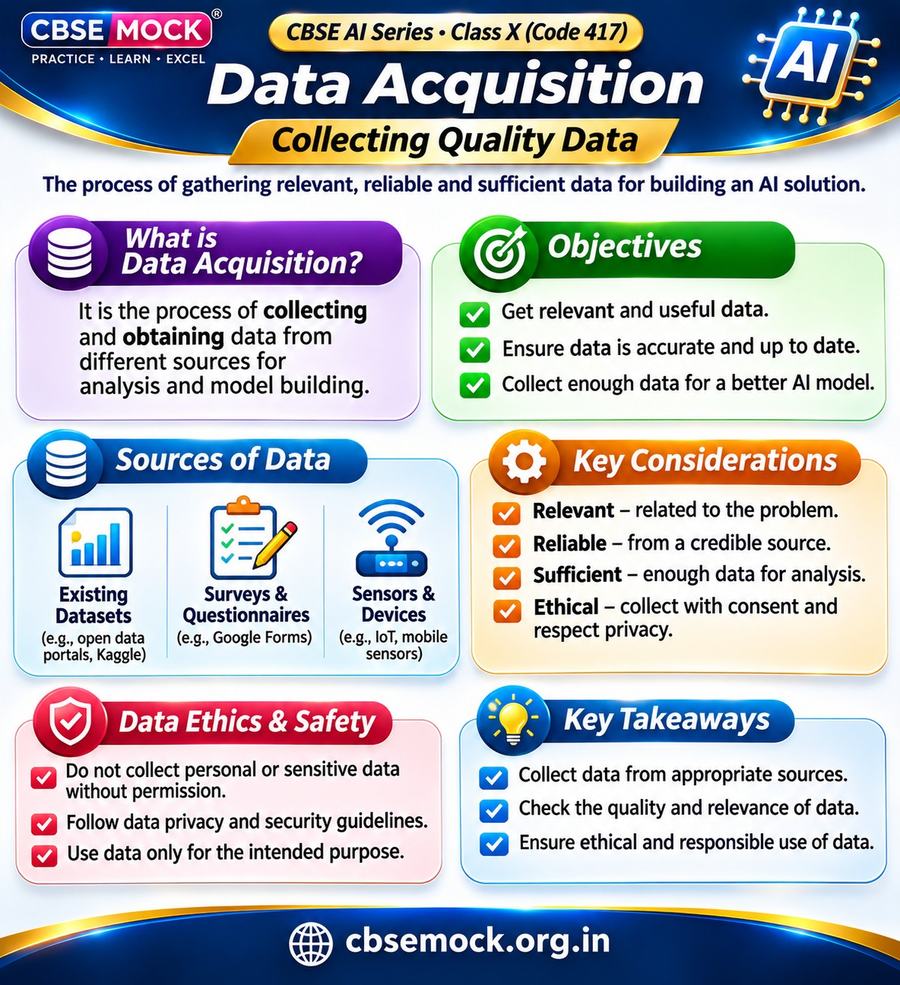 CBSE MOCK®
PRACTICE • LEARN • EXCEL
CBSE AI Series • Class X (Code 417)
AI
Data Acquisition
Collecting Quality Data
The process of gathering relevant, reliable and sufficient data for building an AI solution.
What is
Data Acquisition?
It is the process of collecting
and obtaining data from
different sources for
analysis and model building.
Objectives
Get relevant and useful data.
Ensure data is accurate and up to date.
Collect enough data for a better AI model.
Sources of Data
Existing
Datasets
(e.g., open data
portals, Kaggle)
Surveys &
Questionnaires
(e.g., Google Forms)
Sensors &
Devices
(e.g., IoT, mobile
sensors)
Key Considerations
Relevant – related to the problem.
Reliable – from a credible source.
Sufficient – enough data for analysis.
Ethical – collect with consent and
respect privacy.
Data Ethics & Safety
Do not collect personal or sensitive data
without permission.
Follow data privacy and security guidelines.
Use data only for the intended purpose.
Key Takeaways
Collect data from appropriate sources.
Check the quality and relevance of data.
Ensure ethical and responsible use of data.
cbsemock.org.in